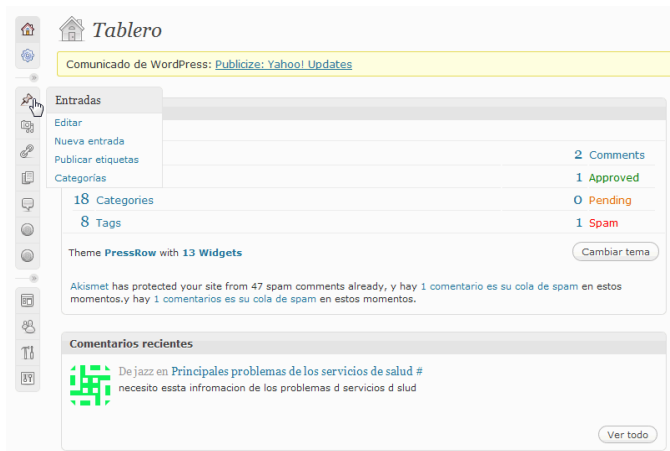 Tablero
Comunicado de WordPress: Publicize: Yahoo! Updates
Entradas
Editar
Nueva entrada
Publicar etiquetas
Categorías
2 Comments
1 Approved
18 Categories
0 Pending
8 Tags
1 Spam
Theme PressRow with 13 Widgets
Cambiar tema
Akismet has protected your site from 47 spam comments already, y hay 1 comentario es su cola de spam en estos
momentos.y hay 1 comentarios es su cola de spam en estos momentos.
Comentarios recientes
De jazz en Principales problemas de los servicios de salud #
necesito essta infromacion de los problemas d servicios d slud
Ver todo